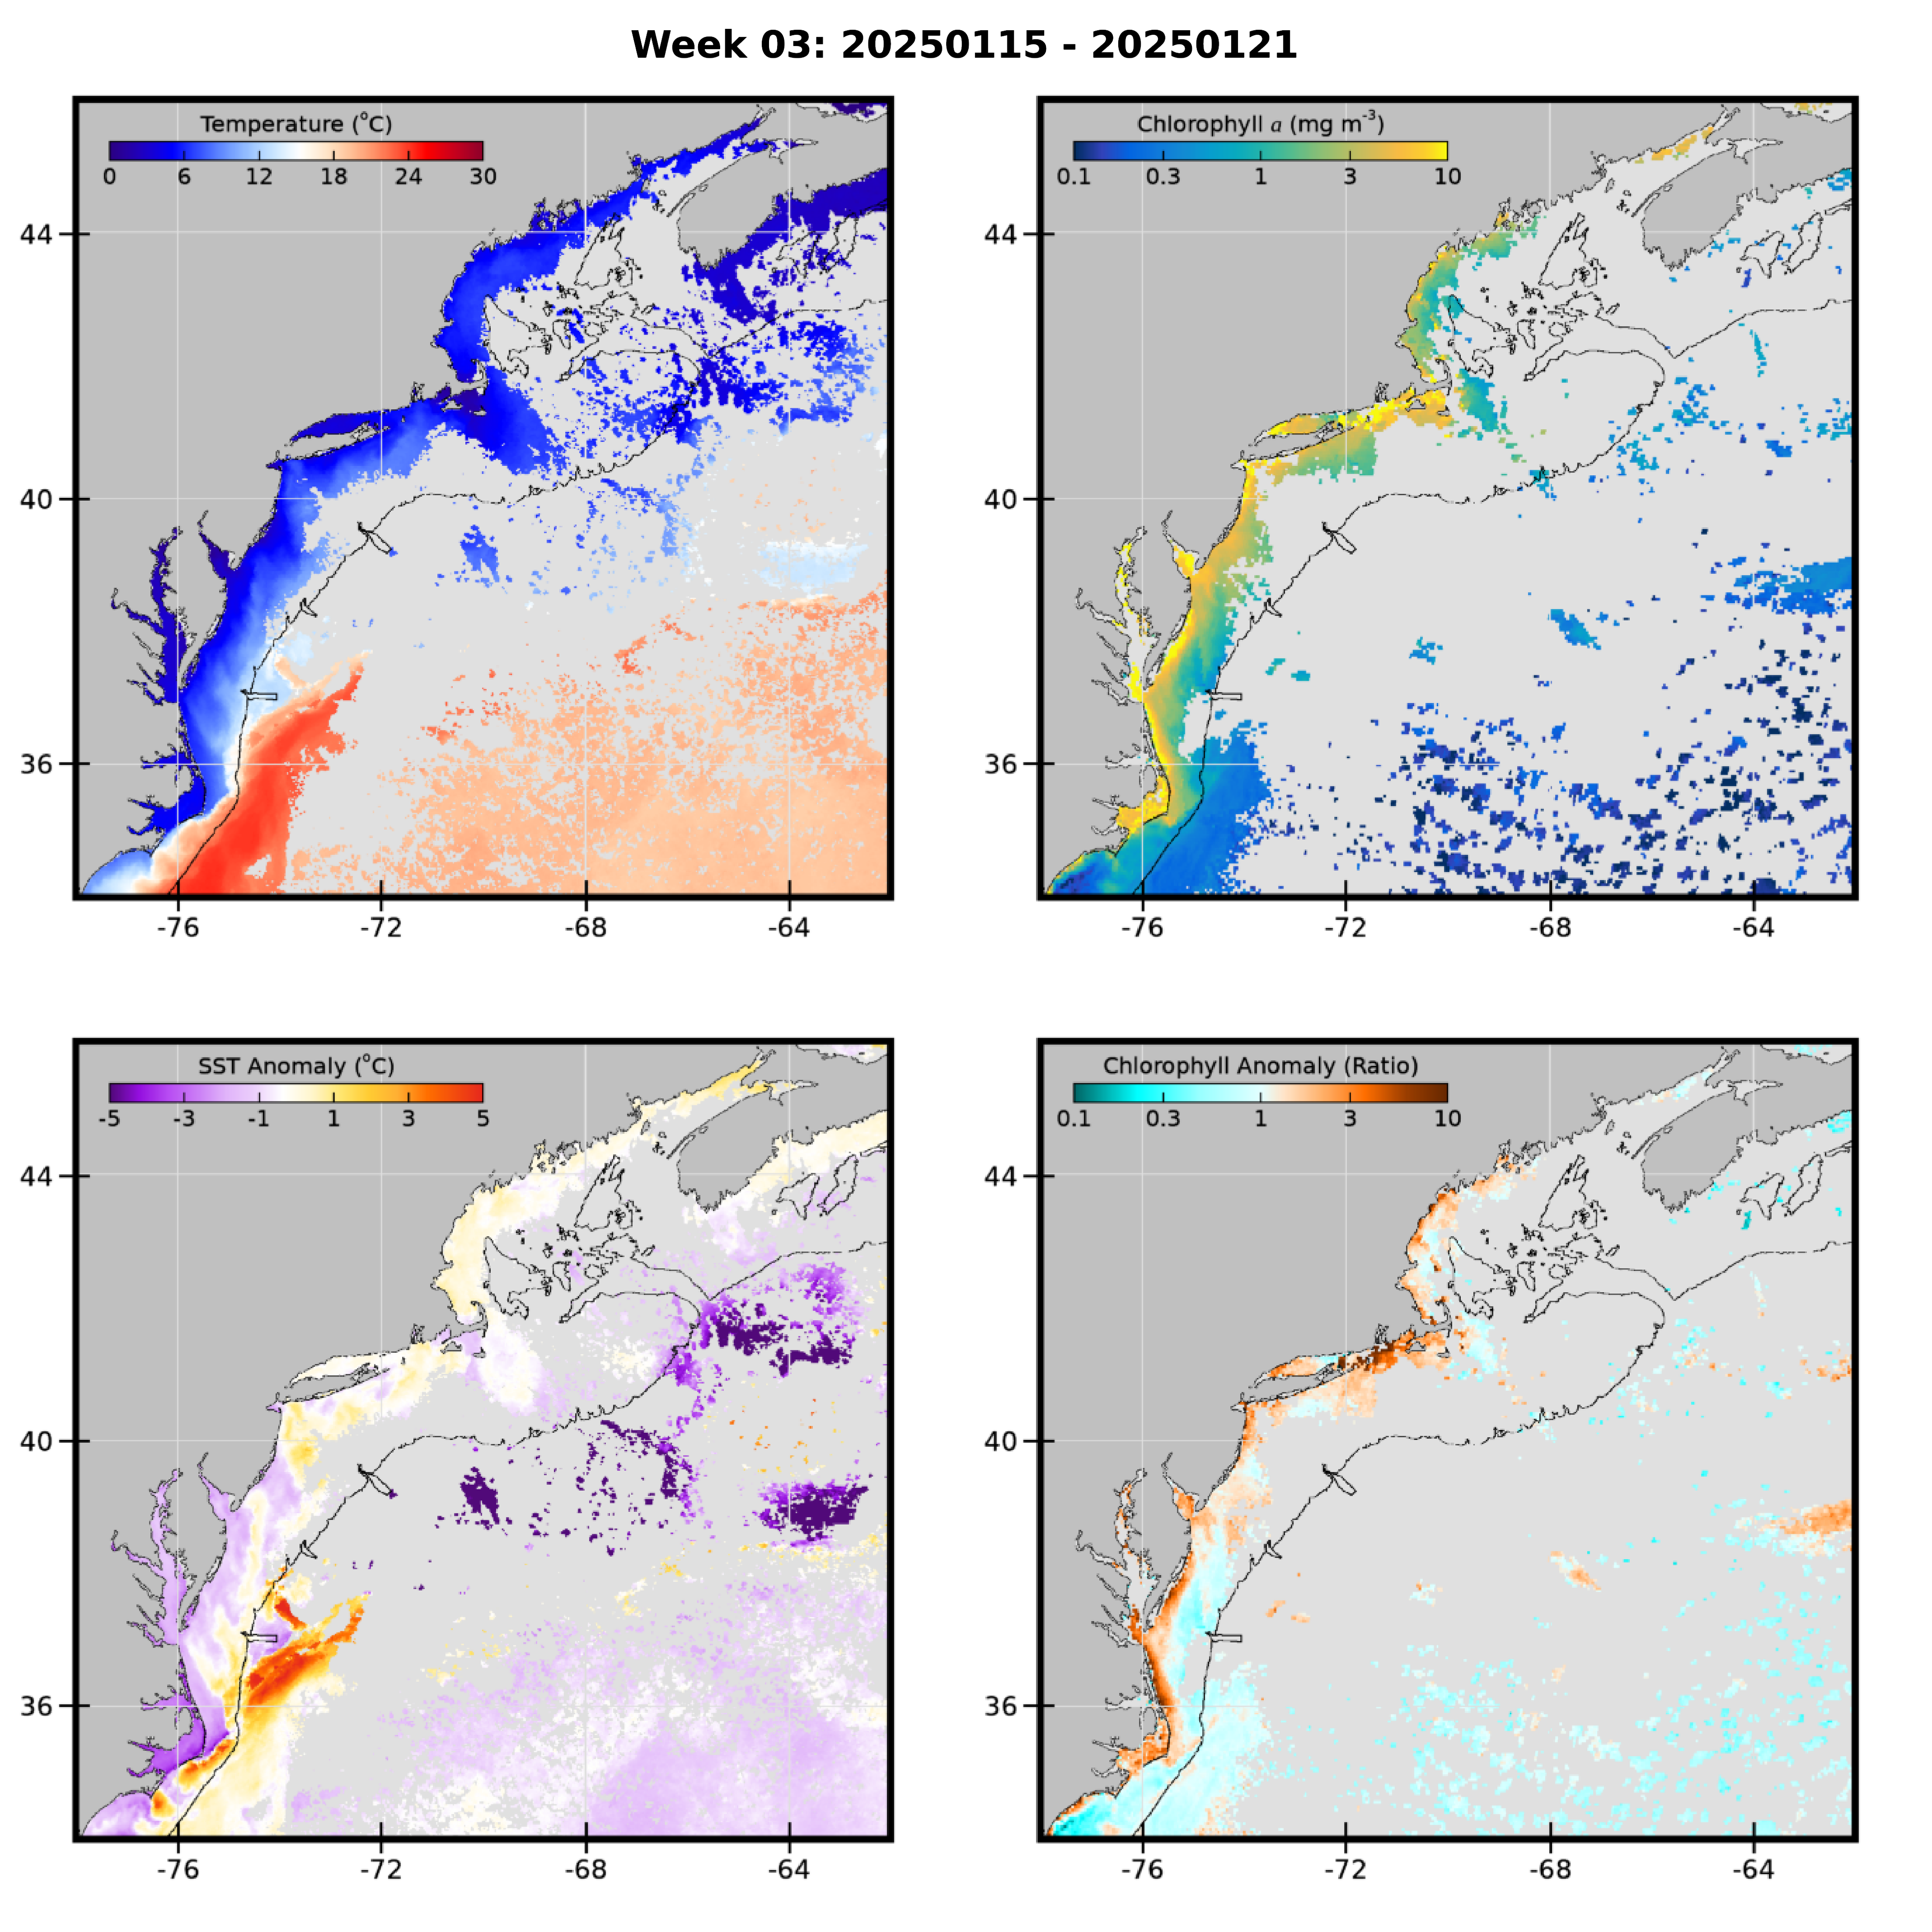 Week 03: 20250115 - 20250121
Temperature (°C)
0 6 12 18 24 30
44
40
36
-76 -72 -68 -64
Chlorophyll a (mg m⁻³)
0.1 0.3 1 3 10
44
40
36
-76 -72 -68 -64
SST Anomaly (°C)
-5 -3 -1 1 3 5
44
40
36
-76 -72 -68 -64
Chlorophyll Anomaly (Ratio)
0.1 0.3 1 3 10
44
40
36
-76 -72 -68 -64